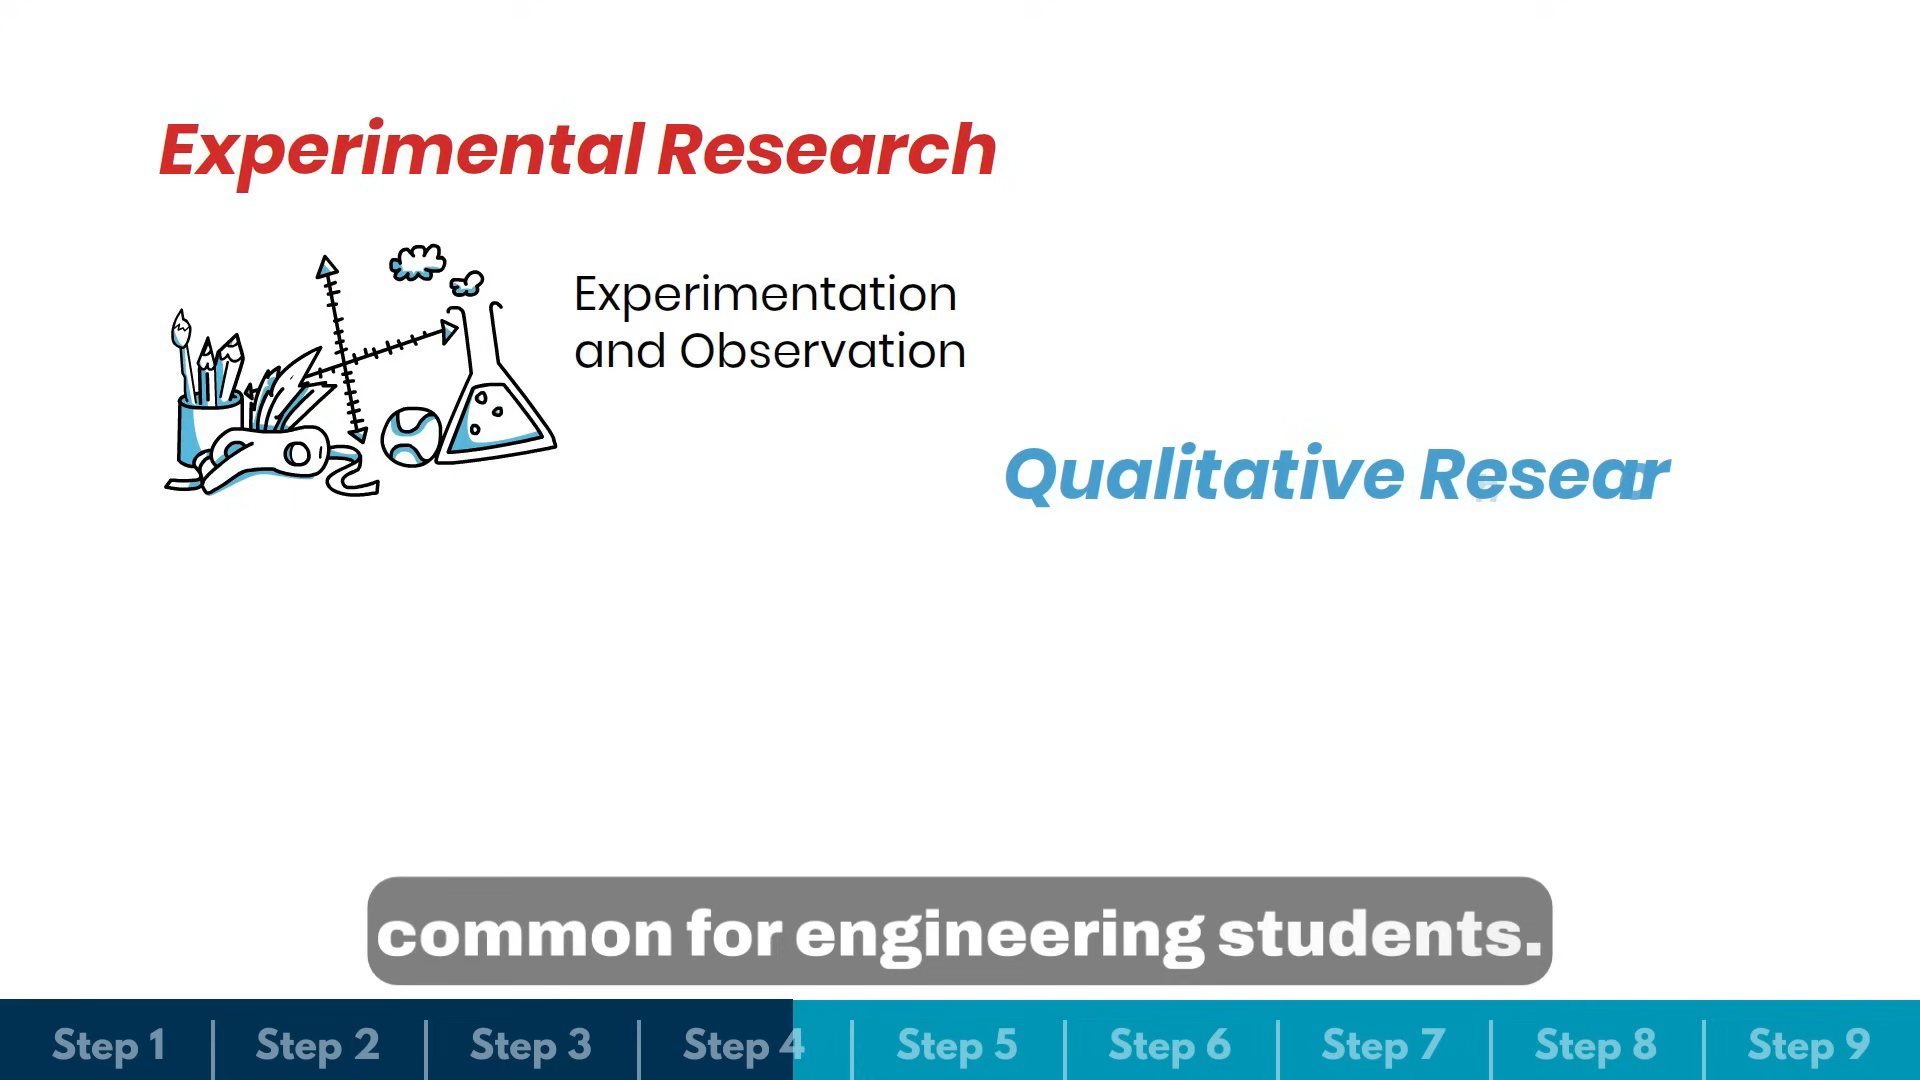 Experimental Research
Experimentation
and Observation
Qualitative Resear
common for engineering students.
Step 1 Step 2 Step 3 Step 4 Step 5 Step 6 Step 7 Step 8 Step 9